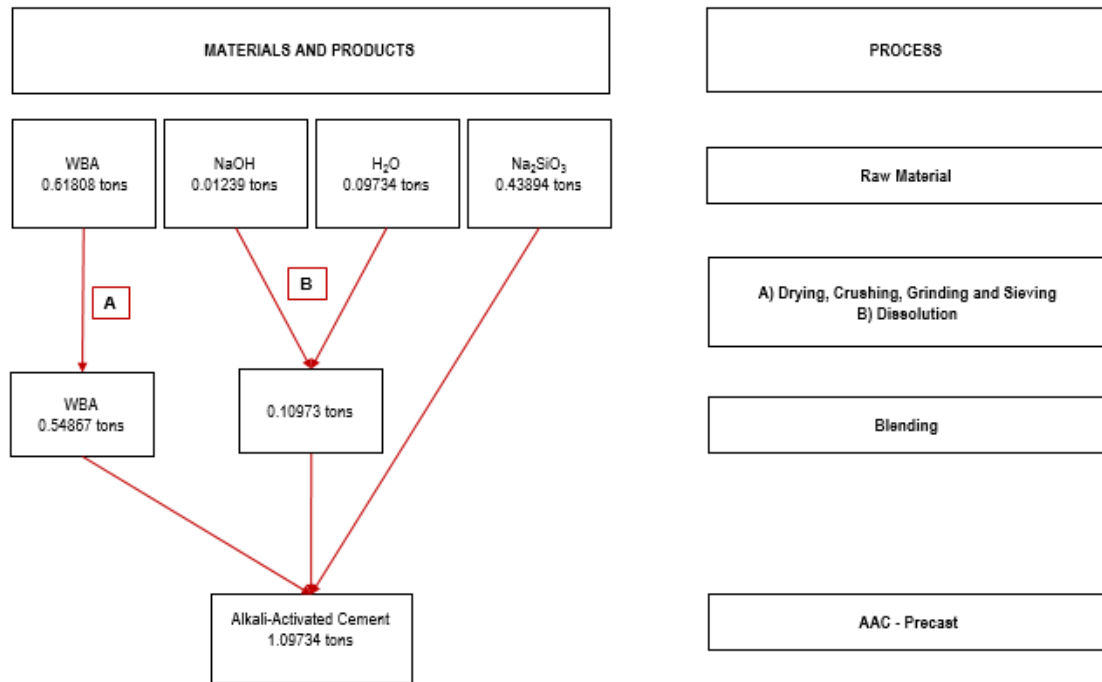 MATERIALS AND PRODUCTS
PROCESS
WBA
0.61808 tons
NaOH
0.01239 tons
H₂O
0.09734 tons
Na₂SiO₃
0.43894 tons
Raw Material
A
B
A) Drying, Crushing, Grinding and Sieving
B) Dissolution
WBA
0.54867 tons
0.10973 tons
Blending
Alkali-Activated Cement
1.09734 tons
AAC - Precast